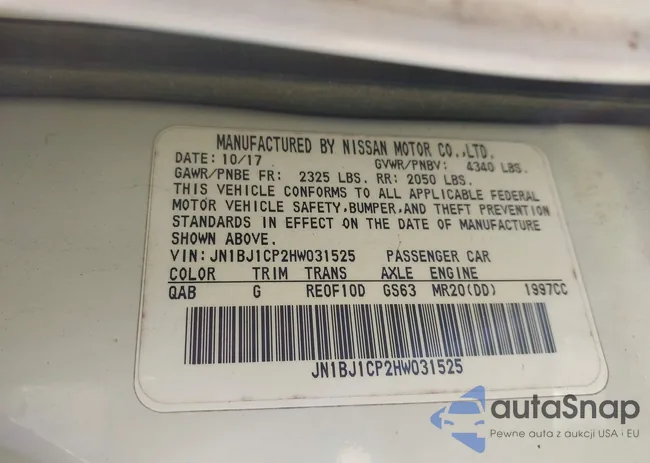 MANUFACTURED BY NISSAN MOTOR CO.,LTD.
DATE: 10/17 GVWR/PNBV: 4340 LBS.
GAWR/PNBE FR: 2325 LBS. RR: 2050 LBS.
THIS VEHICLE CONFORMS TO ALL APPLICABLE FEDERAL
MOTOR VEHICLE SAFETY,BUMPER,AND THEFT PREVENTION
STANDARDS IN EFFECT ON THE DATE OF MANUFACTURE
SHOWN ABOVE.
VIN: JN1BJ1CP2HW031525 PASSENGER CAR
COLOR TRIM TRANS AXLE ENGINE
QAB G RE0F10D GS63 MR20(DD) 1997CC
JN1BJ1CP2HW031525
autaSnap
Pewne auta z aukcji USA i EU